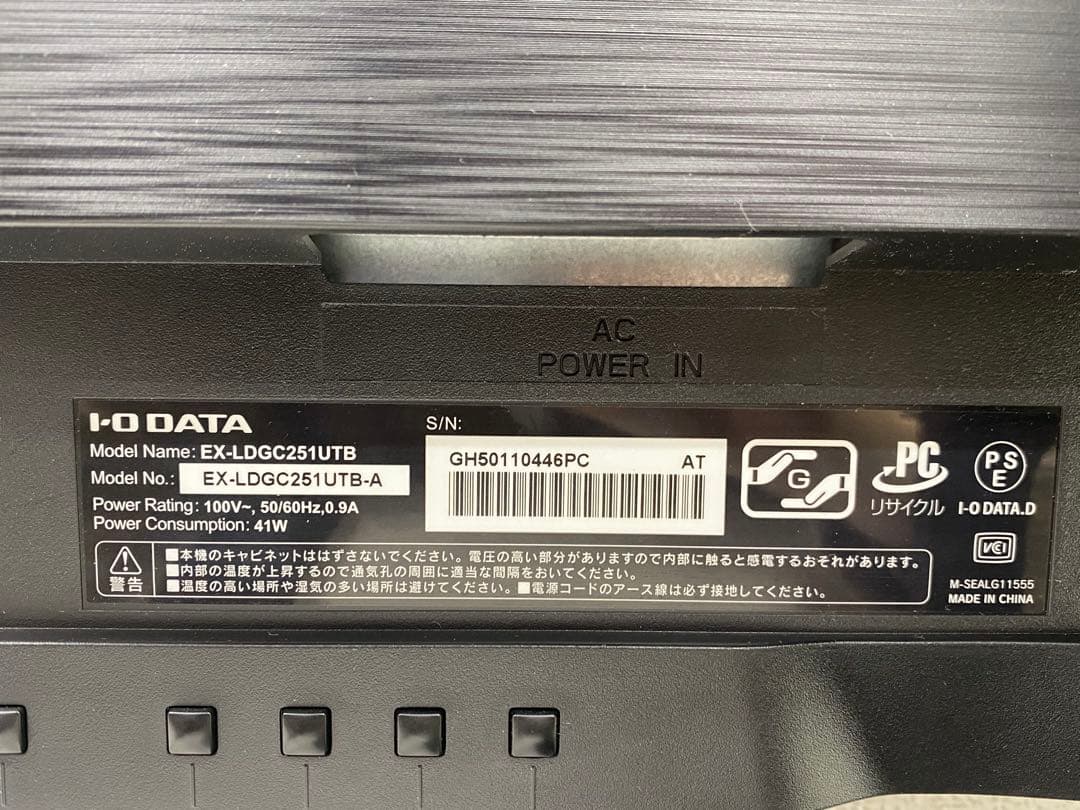 AC
POWER IN
I-O DATA
Model Name: EX-LDGC251UTB
Model No.: EX-LDGC251UTB-A
Power Rating: 100V~, 50/60Hz,0.9A
Power Consumption: 41W
S/N:
GH50110446PC AT
G
PC
リサイクル
PSE
I-O DATA.D
VCCI
警告
■本機のキャビネットははずさないでください。電圧の高い部分がありますので内部に触ると感電するおそれがあります。
■内部の温度が上昇するので通気孔の周囲に適当な間隔をおいてください。
■温度の高い場所や湿気の多い場所は避けてください。■電源コードのアース線は必ず接地してください。
M-SEALG11555
MADE IN CHINA